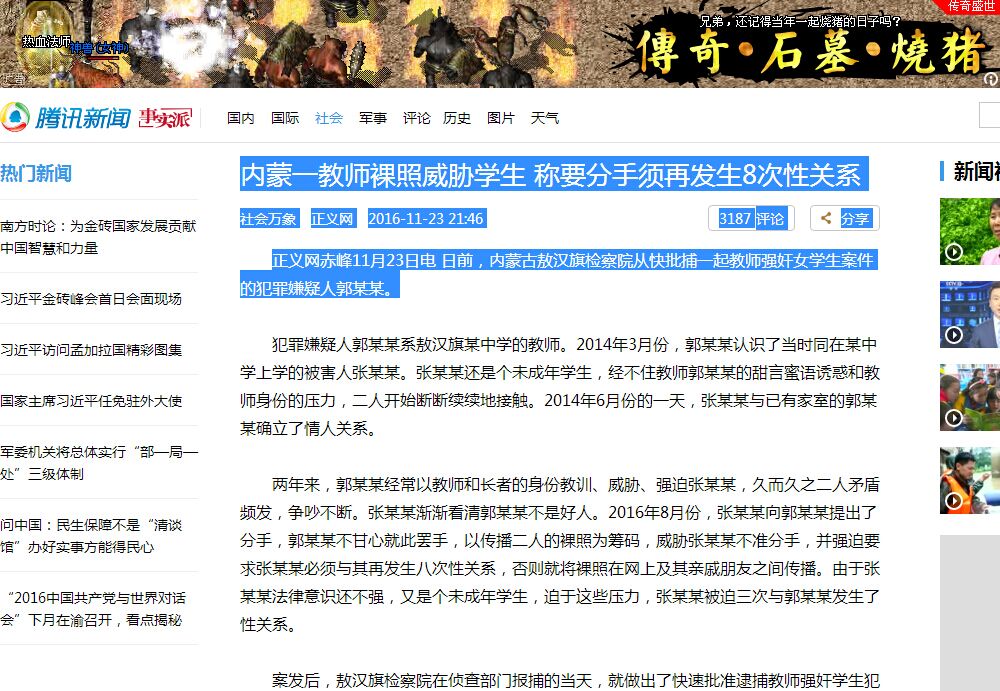 传奇盛世
兄弟，还记得当年一起烧猪的日子吗？
热血法师
神兽(女神)
傳奇·石墓·燒猪
腾讯新闻 事实派
国内 国际 社会 军事 评论 历史 图片 天气
热门新闻
南方时论：为金砖国家发展贡献
中国智慧和力量
习近平金砖峰会首日会面现场
习近平访问孟加拉国精彩图集
国家主席习近平任免驻外大使
军委机关将总体实行“部—局—
处”三级体制
问中国：民生保障不是“清谈
馆”办好实事方能得民心
“2016中国共产党与世界对话
会”下月在渝召开，看点揭秘
内蒙一教师裸照威胁学生 称要分手须再发生8次性关系
社会万象 正义网 2016-11-23 21:46 3187评论 分享
正义网赤峰11月23日电 日前，内蒙古敖汉旗检察院从快批捕一起教师强奸女学生案件
的犯罪嫌疑人郭某某。
犯罪嫌疑人郭某某系敖汉旗某中学的教师。2014年3月份，郭某某认识了当时同在某中
学上学的被害人张某某。张某某还是个未成年学生，经不住教师郭某某的甜言蜜语诱惑和教
师身份的压力，二人开始断断续续地接触。2014年6月份的一天，张某某与已有家室的郭某
某确立了情人关系。
两年来，郭某某经常以教师和长者的身份教训、威胁、强迫张某某，久而久之二人矛盾
频发，争吵不断。张某某渐渐看清郭某某不是好人。2016年8月份，张某某向郭某某提出了
分手，郭某某不甘心就此罢手，以传播二人的裸照为筹码，威胁张某某不准分手，并强迫要
求张某某必须与其再发生八次性关系，否则就将裸照在网上及其亲戚朋友之间传播。由于张
某某法律意识还不强，又是个未成年学生，迫于这些压力，张某某被迫三次与郭某某发生了
性关系。
案发后，敖汉旗检察院在侦查部门报捕的当天，就做出了快速批准逮捕教师强奸学生犯
新闻视